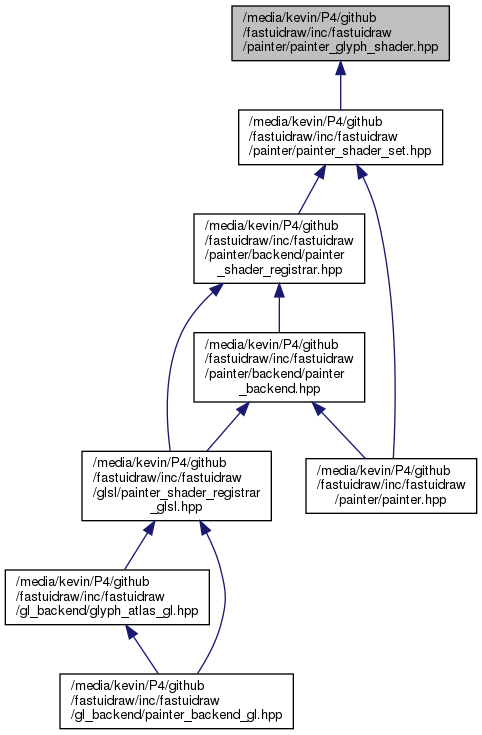 /media/kevin/P4/github
/fastuidraw/inc/fastuidraw
/painter/painter_glyph_shader.hpp
/media/kevin/P4/github
/fastuidraw/inc/fastuidraw
/painter/painter_shader_set.hpp
/media/kevin/P4/github
/fastuidraw/inc/fastuidraw
/painter/backend/painter
_shader_registrar.hpp
/media/kevin/P4/github
/fastuidraw/inc/fastuidraw
/painter/backend/painter
_backend.hpp
/media/kevin/P4/github
/fastuidraw/inc/fastuidraw
/glsl/painter_shader_registrar
_glsl.hpp
/media/kevin/P4/github
/fastuidraw/inc/fastuidraw
/painter/painter.hpp
/media/kevin/P4/github
/fastuidraw/inc/fastuidraw
/gl_backend/glyph_atlas_gl.hpp
/media/kevin/P4/github
/fastuidraw/inc/fastuidraw
/gl_backend/painter_backend_gl.hpp